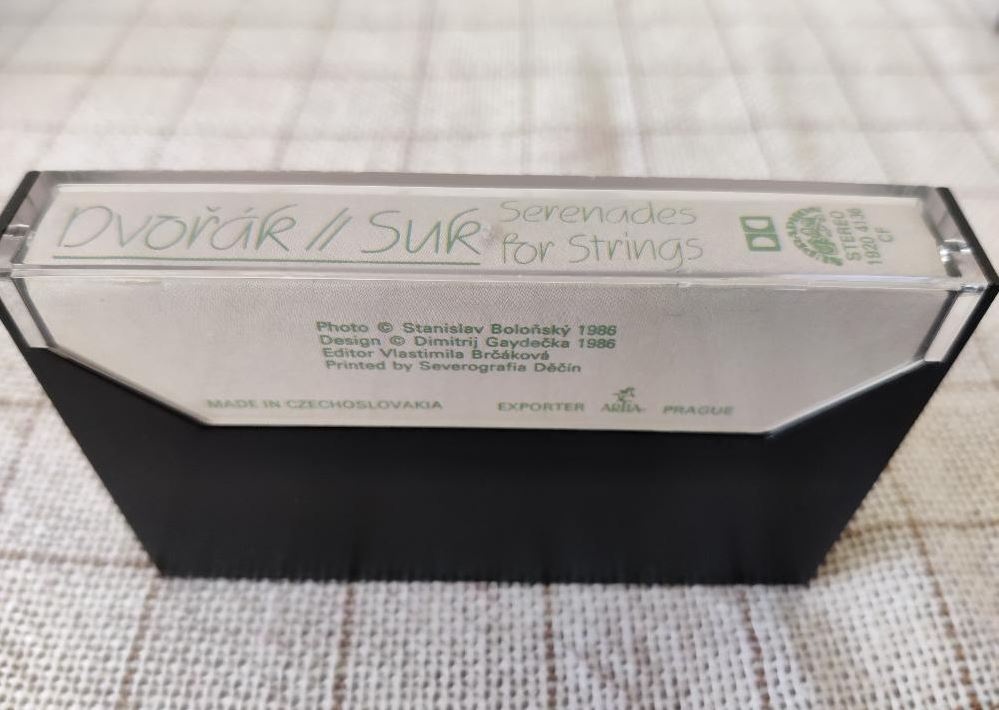 Dvořák // Suk
Serenades
for Strings
STEREO
1920 4136
CF
Photo © Stanislav Boloňský 1986
Design © Dimitrij Gaydečka 1986
Editor Vlastimila Brčáková
Printed by Severografia Děčín
MADE IN CZECHOSLOVAKIA EXPORTER ARTIA PRAGUE